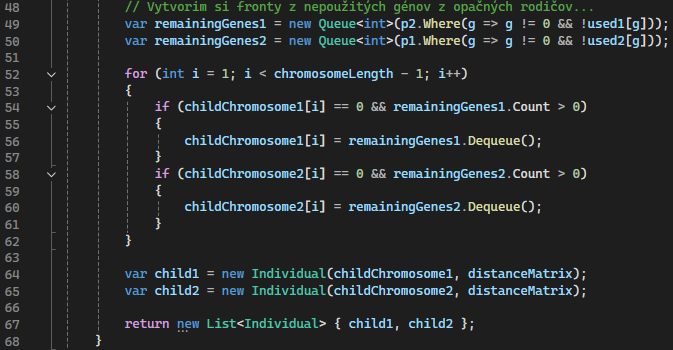 48 // Vytvorim si fronty z nepoužitých génov z opačných rodičov...
49 var remainingGenes1 = new Queue<int>(p2.Where(g => g != 0 && !used1[g]));
50 var remainingGenes2 = new Queue<int>(p1.Where(g => g != 0 && !used2[g]));
51
52 for (int i = 1; i < chromosomeLength - 1; i++)
53 {
54 if (childChromosome1[i] == 0 && remainingGenes1.Count > 0)
55 {
56 childChromosome1[i] = remainingGenes1.Dequeue();
57 }
58 if (childChromosome2[i] == 0 && remainingGenes2.Count > 0)
59 {
60 childChromosome2[i] = remainingGenes2.Dequeue();
61 }
62 }
63
64 var child1 = new Individual(childChromosome1, distanceMatrix);
65 var child2 = new Individual(childChromosome2, distanceMatrix);
66
67 return new List<Individual> { child1, child2 };
68 }